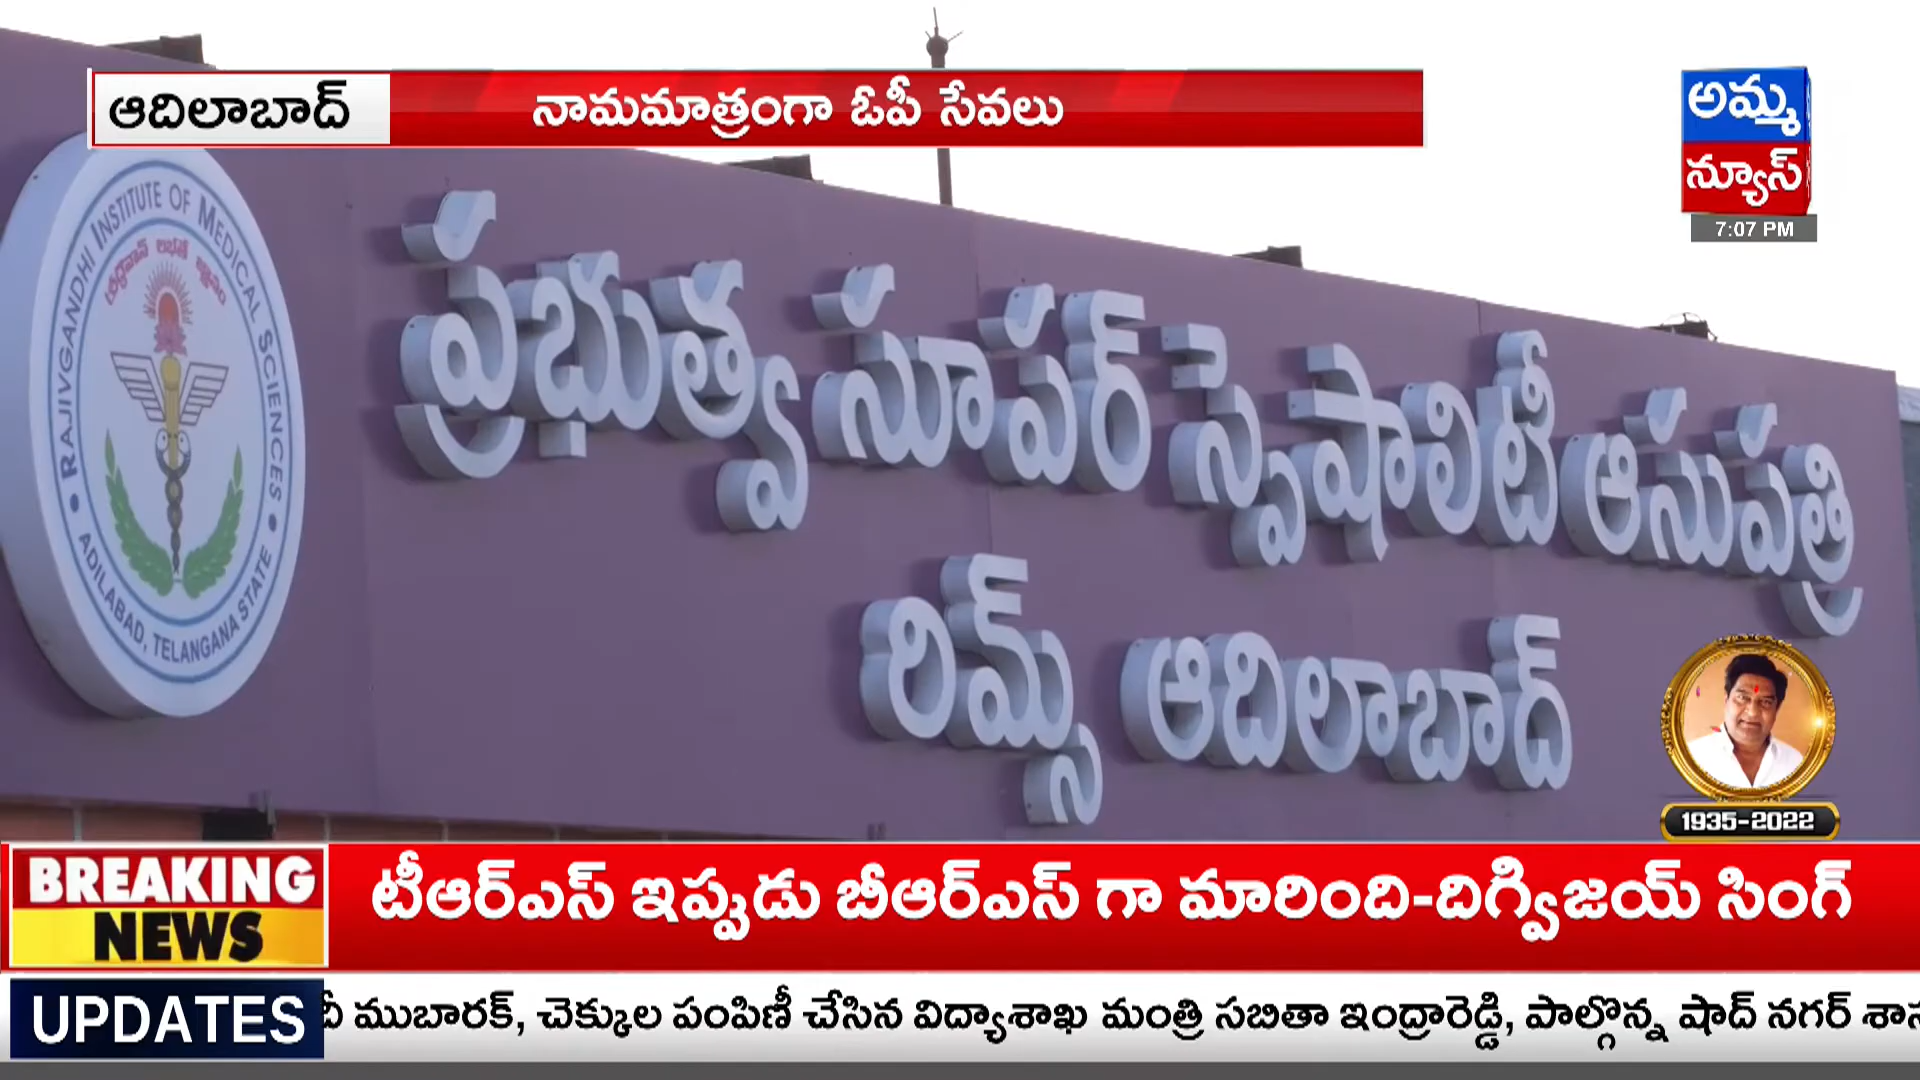 ఆదిలాబాద్
నామమాత్రంగా ఓపీ సేవలు
అమ్మ
న్యూస్
7:07 PM
RAJIVGANDHI INSTITUTE OF MEDICAL SCIENCES
ADILABAD, TELANGANA STATE
ప్రభుత్వ సూపర్ స్పెషాలిటీ ఆసుపత్రి
రిమ్స్ ఆదిలాబాద్
1935-2022
BREAKING
NEWS
టీఆర్ఎస్ ఇప్పుడు బీఆర్ఎస్ గా మారింది-దిగ్విజయ్ సింగ్
UPDATES
ముబారక్, చెక్కుల పంపిణీ చేసిన విద్యాశాఖ మంత్రి సబితా ఇంద్రారెడ్డి, పాల్గొన్న షాద్ నగర్